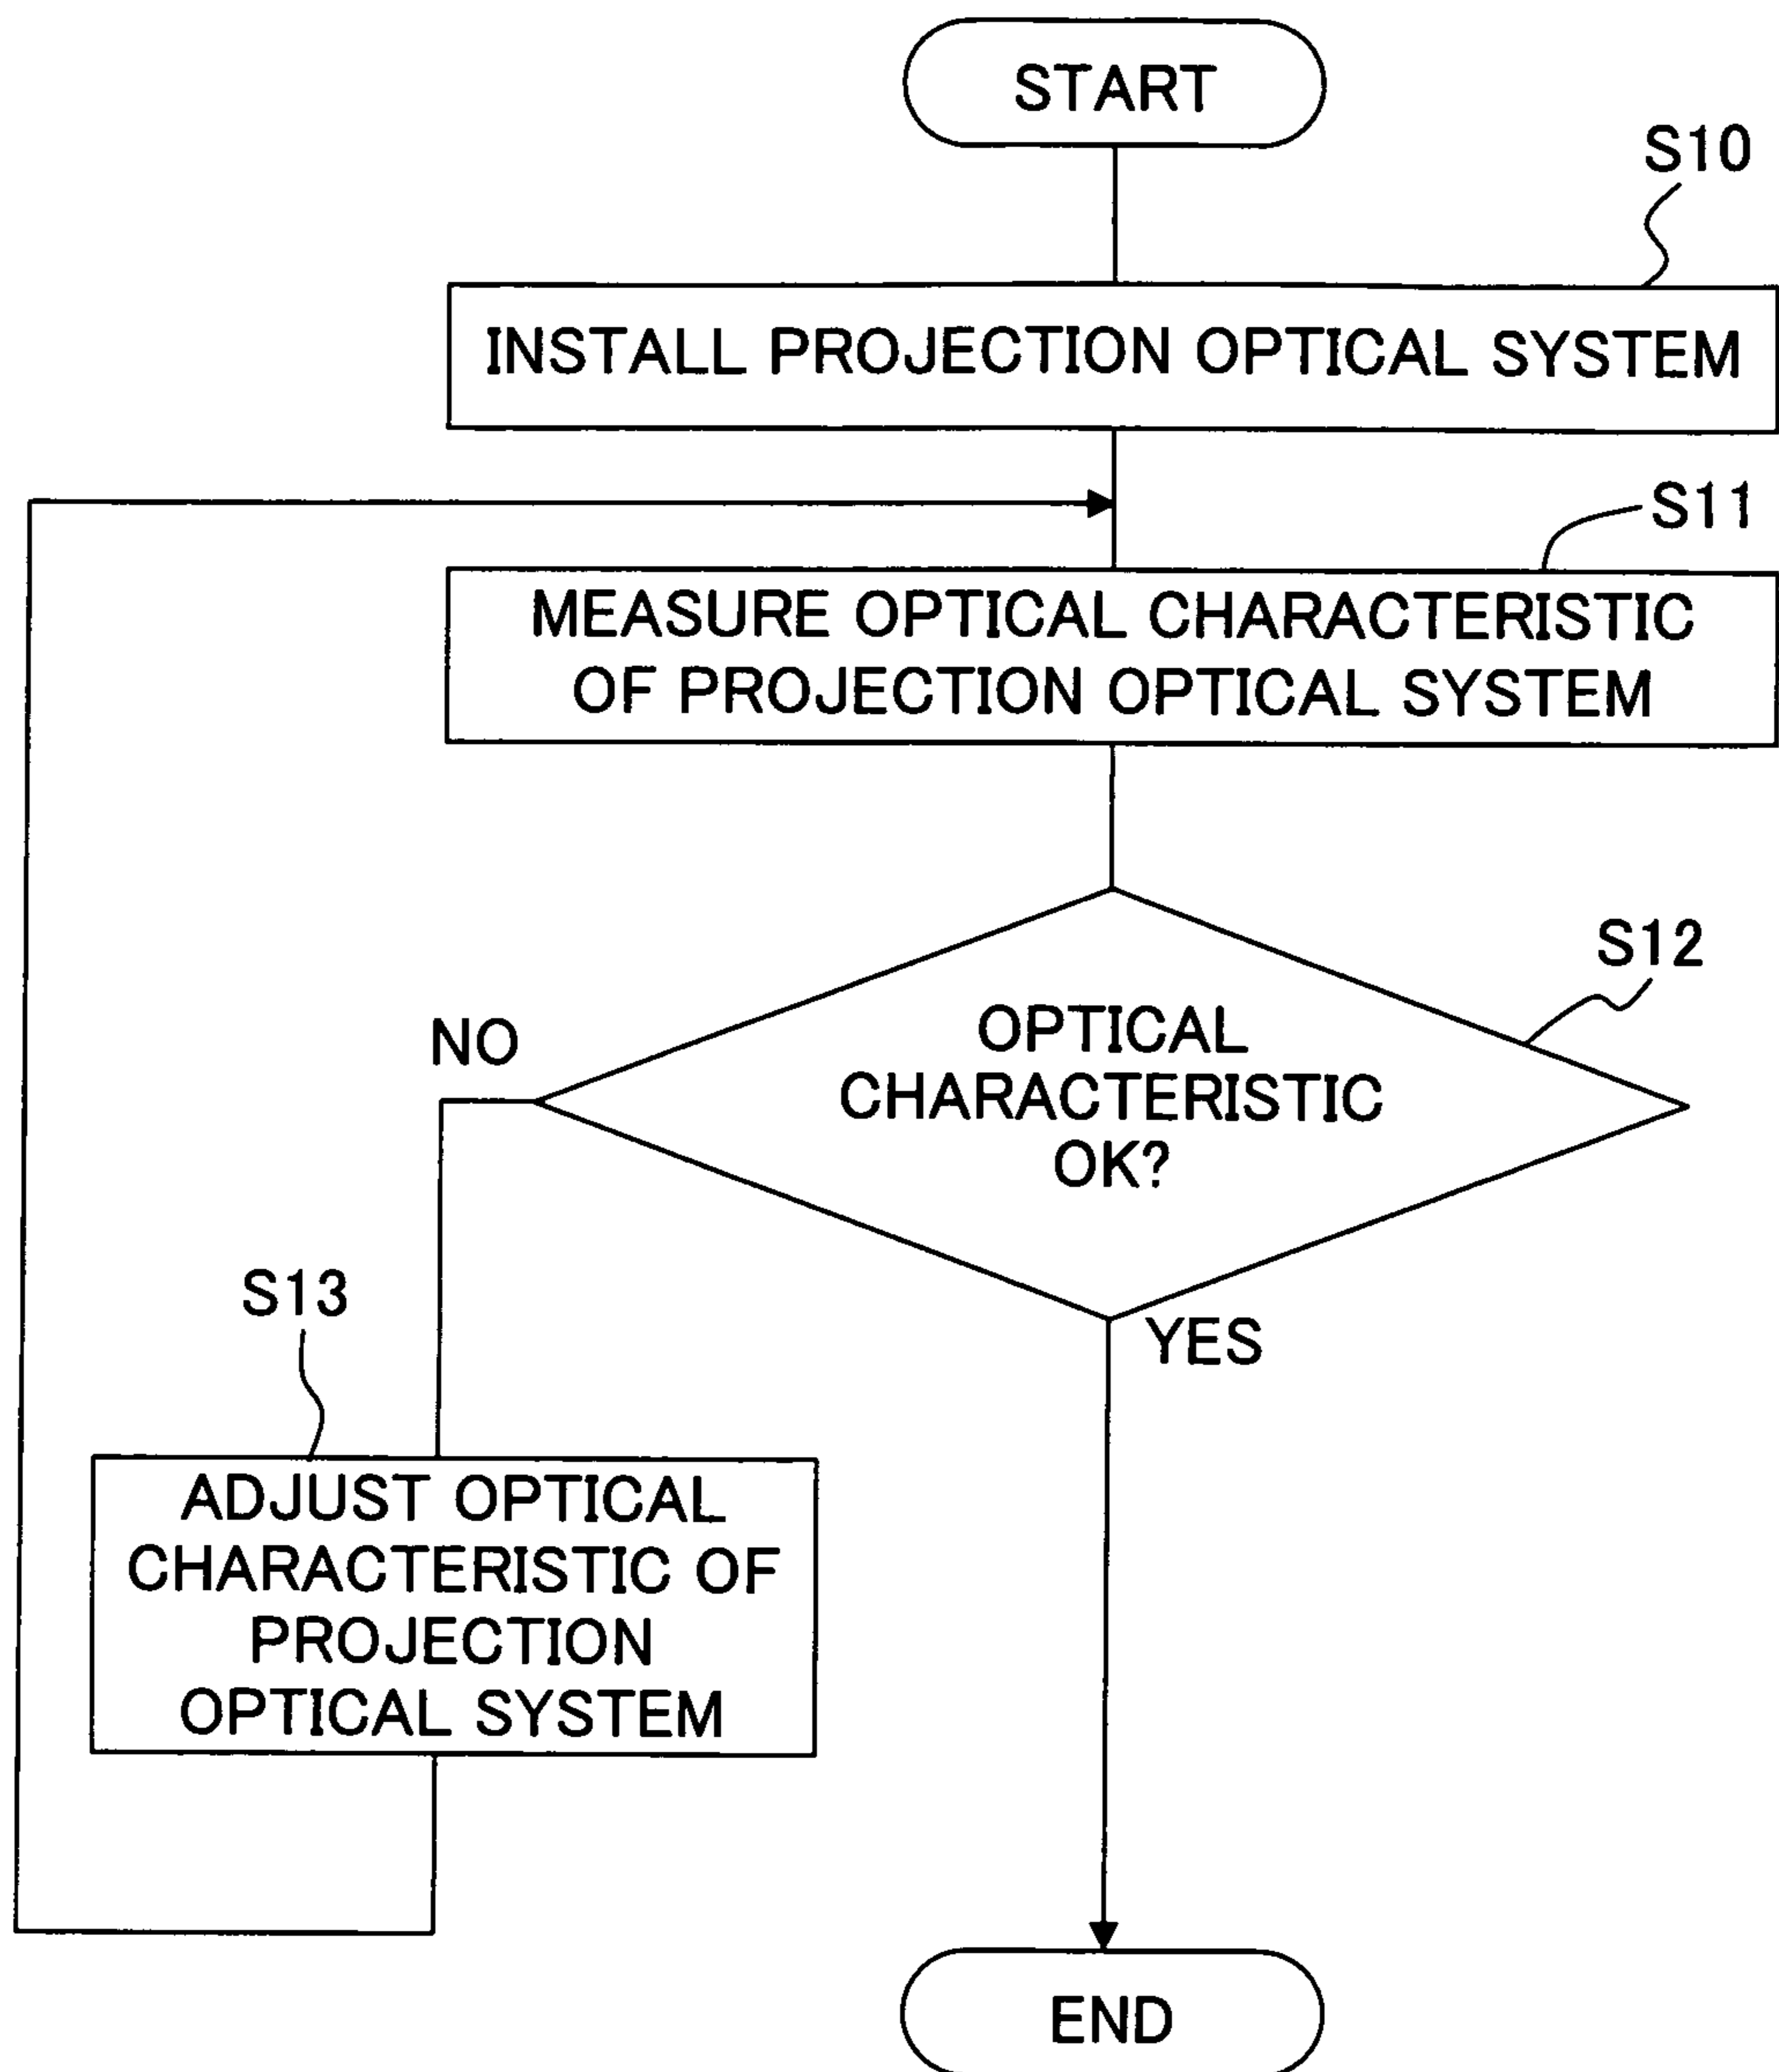 START
S10
INSTALL PROJECTION OPTICAL SYSTEM
S11
MEASURE OPTICAL CHARACTERISTIC
OF PROJECTION OPTICAL SYSTEM
S12
NO
OPTICAL
CHARACTERISTIC
OK?
YES
S13
ADJUST OPTICAL
CHARACTERISTIC OF
PROJECTION
OPTICAL SYSTEM
END